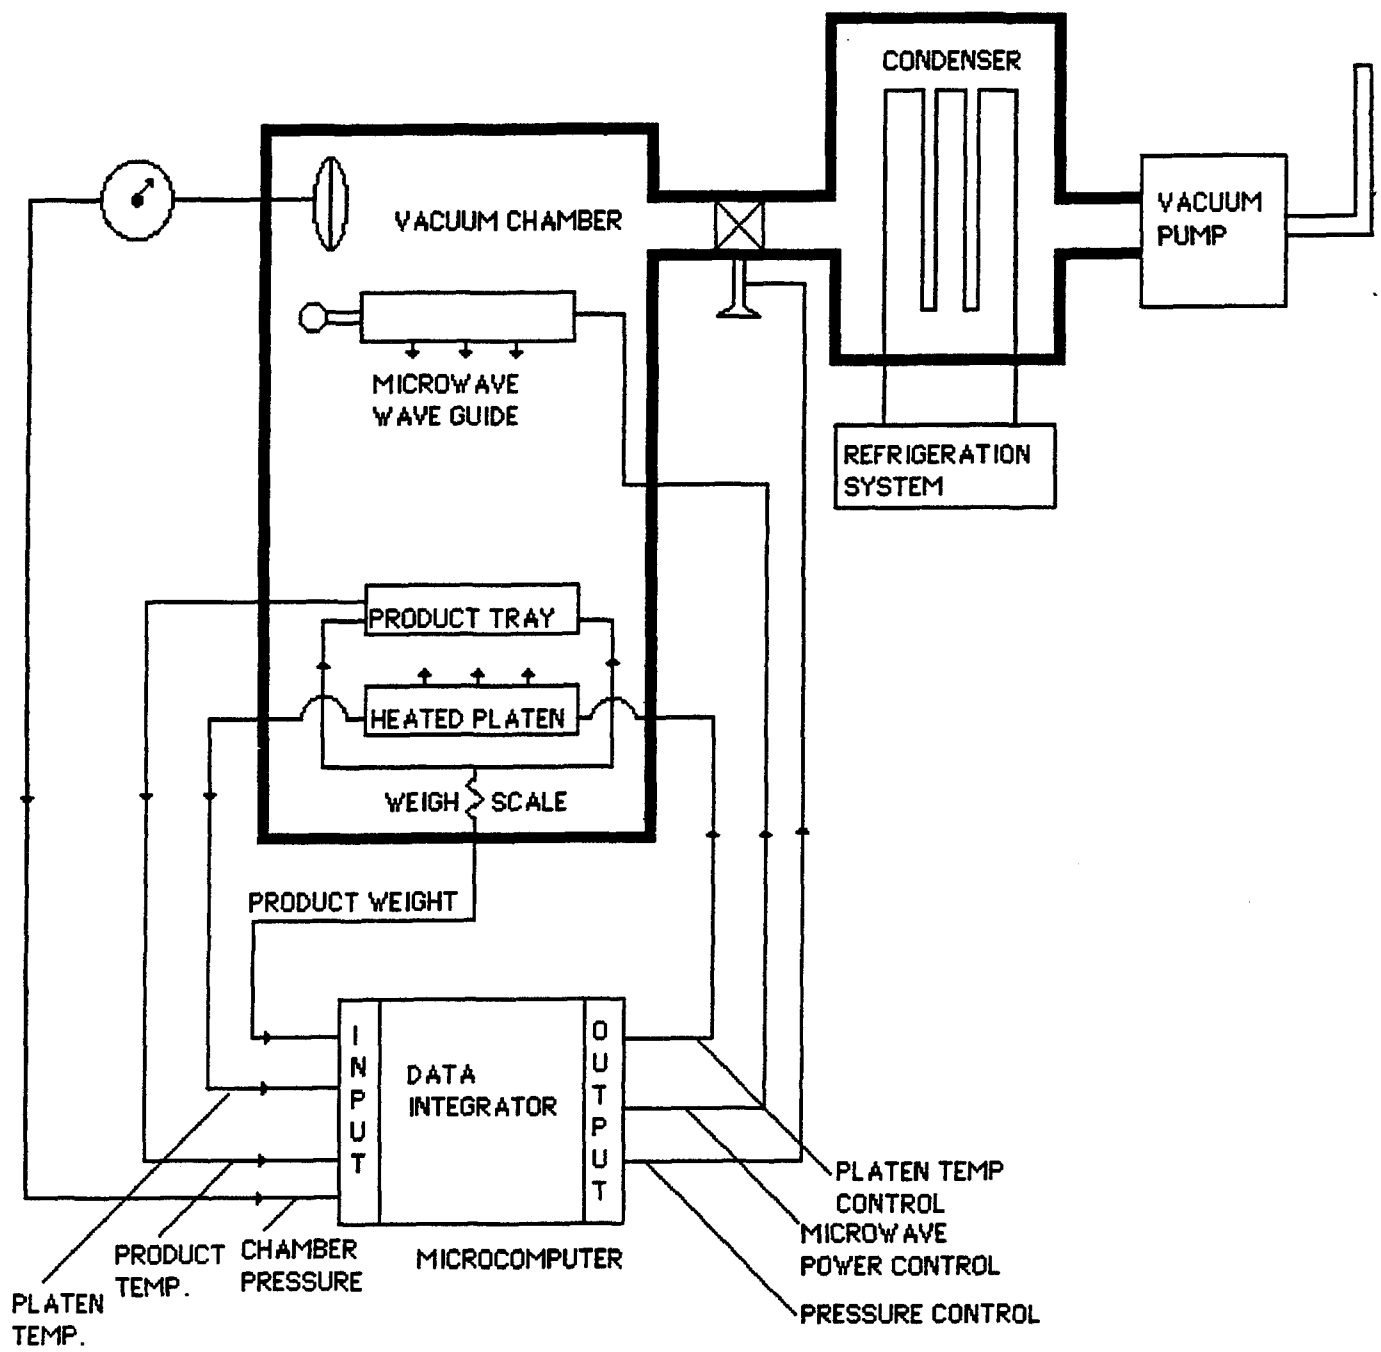 CONDENSER
VACUUM CHAMBER
VACUUM
PUMP
MICROWAVE
WAVE GUIDE
REFRIGERATION
SYSTEM
PRODUCT TRAY
HEATED PLATEN
WEIGH SCALE
PRODUCT WEIGHT
INPUT
DATA
INTEGRATOR
OUTPUT
MICROCOMPUTER
PLATEN TEMP
CONTROL
MICROWAVE
POWER CONTROL
PRESSURE CONTROL
CHAMBER
PRESSURE
PRODUCT
TEMP.
PLATEN
TEMP.